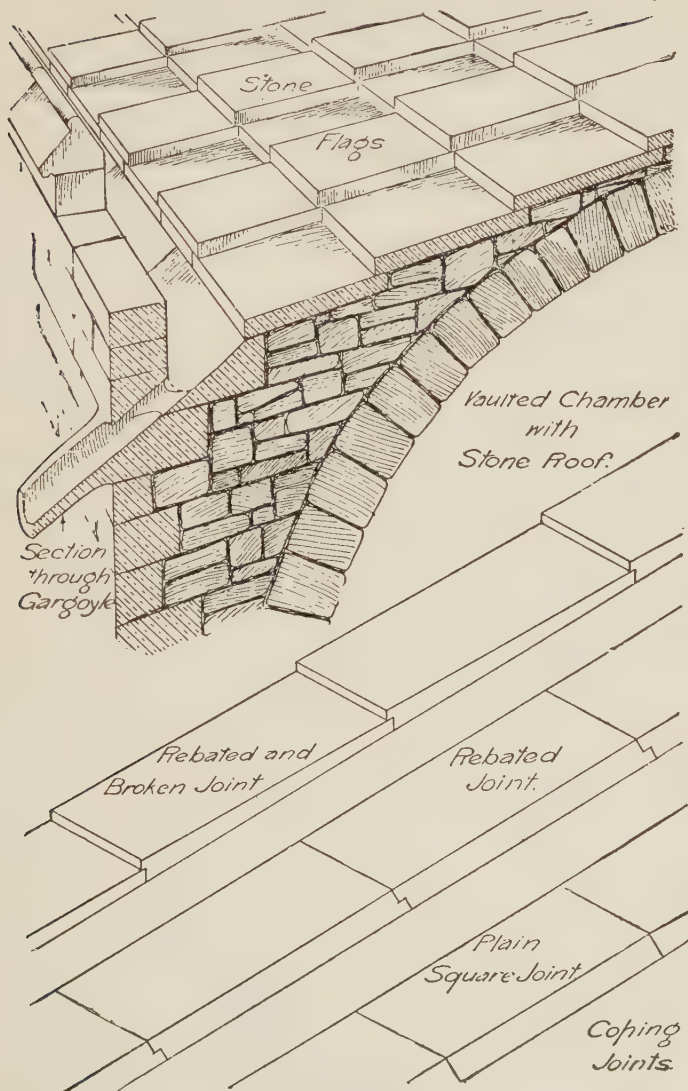 Stone
Flags
Vaulted Chamber
with
Stone Roof.
Section
through
Gargoyle
Rebated and
Broken Joint
Rebated
Joint.
Plain
Square Joint
Coping
Joints.